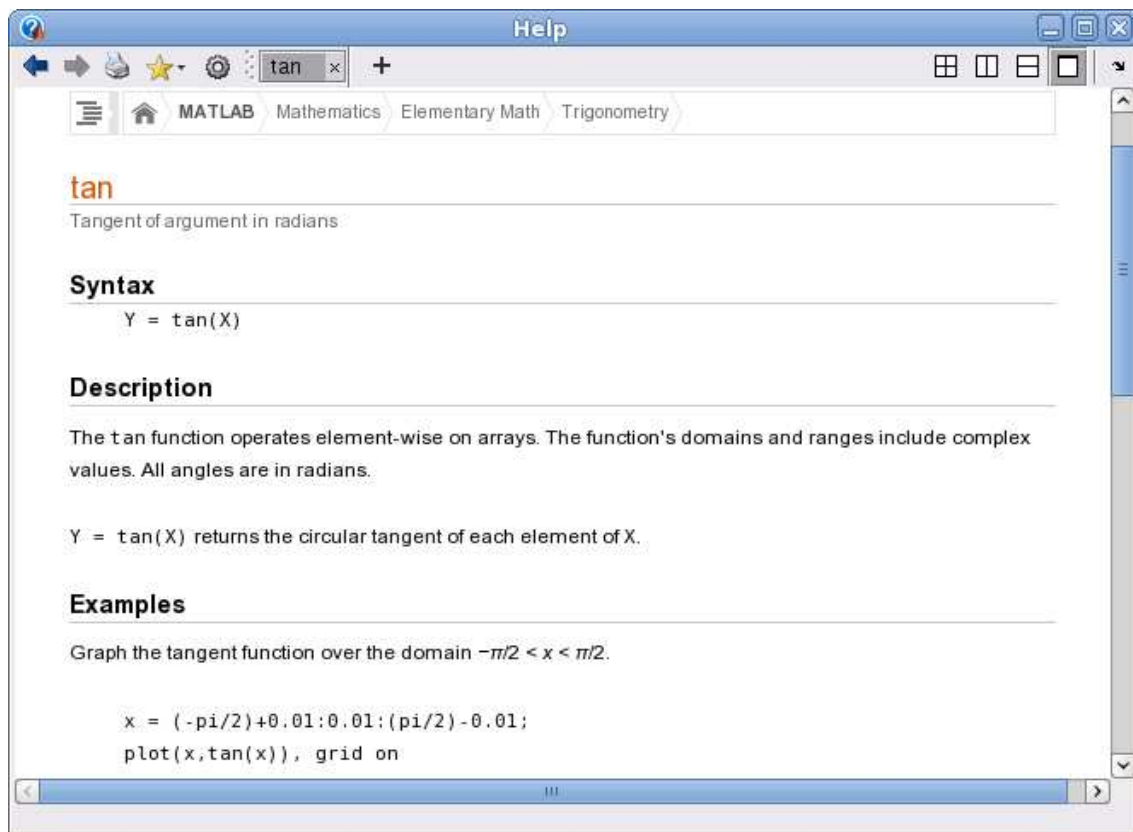 Help
tan × +
MATLAB Mathematics Elementary Math Trigonometry
tan
Tangent of argument in radians
Syntax
Y = tan(X)
Description
The tan function operates element-wise on arrays. The function's domains and ranges include complex
values. All angles are in radians.
Y = tan(X) returns the circular tangent of each element of X.
Examples
Graph the tangent function over the domain −π/2 < x < π/2.
x = (-pi/2)+0.01:0.01:(pi/2)-0.01;
plot(x,tan(x)), grid on